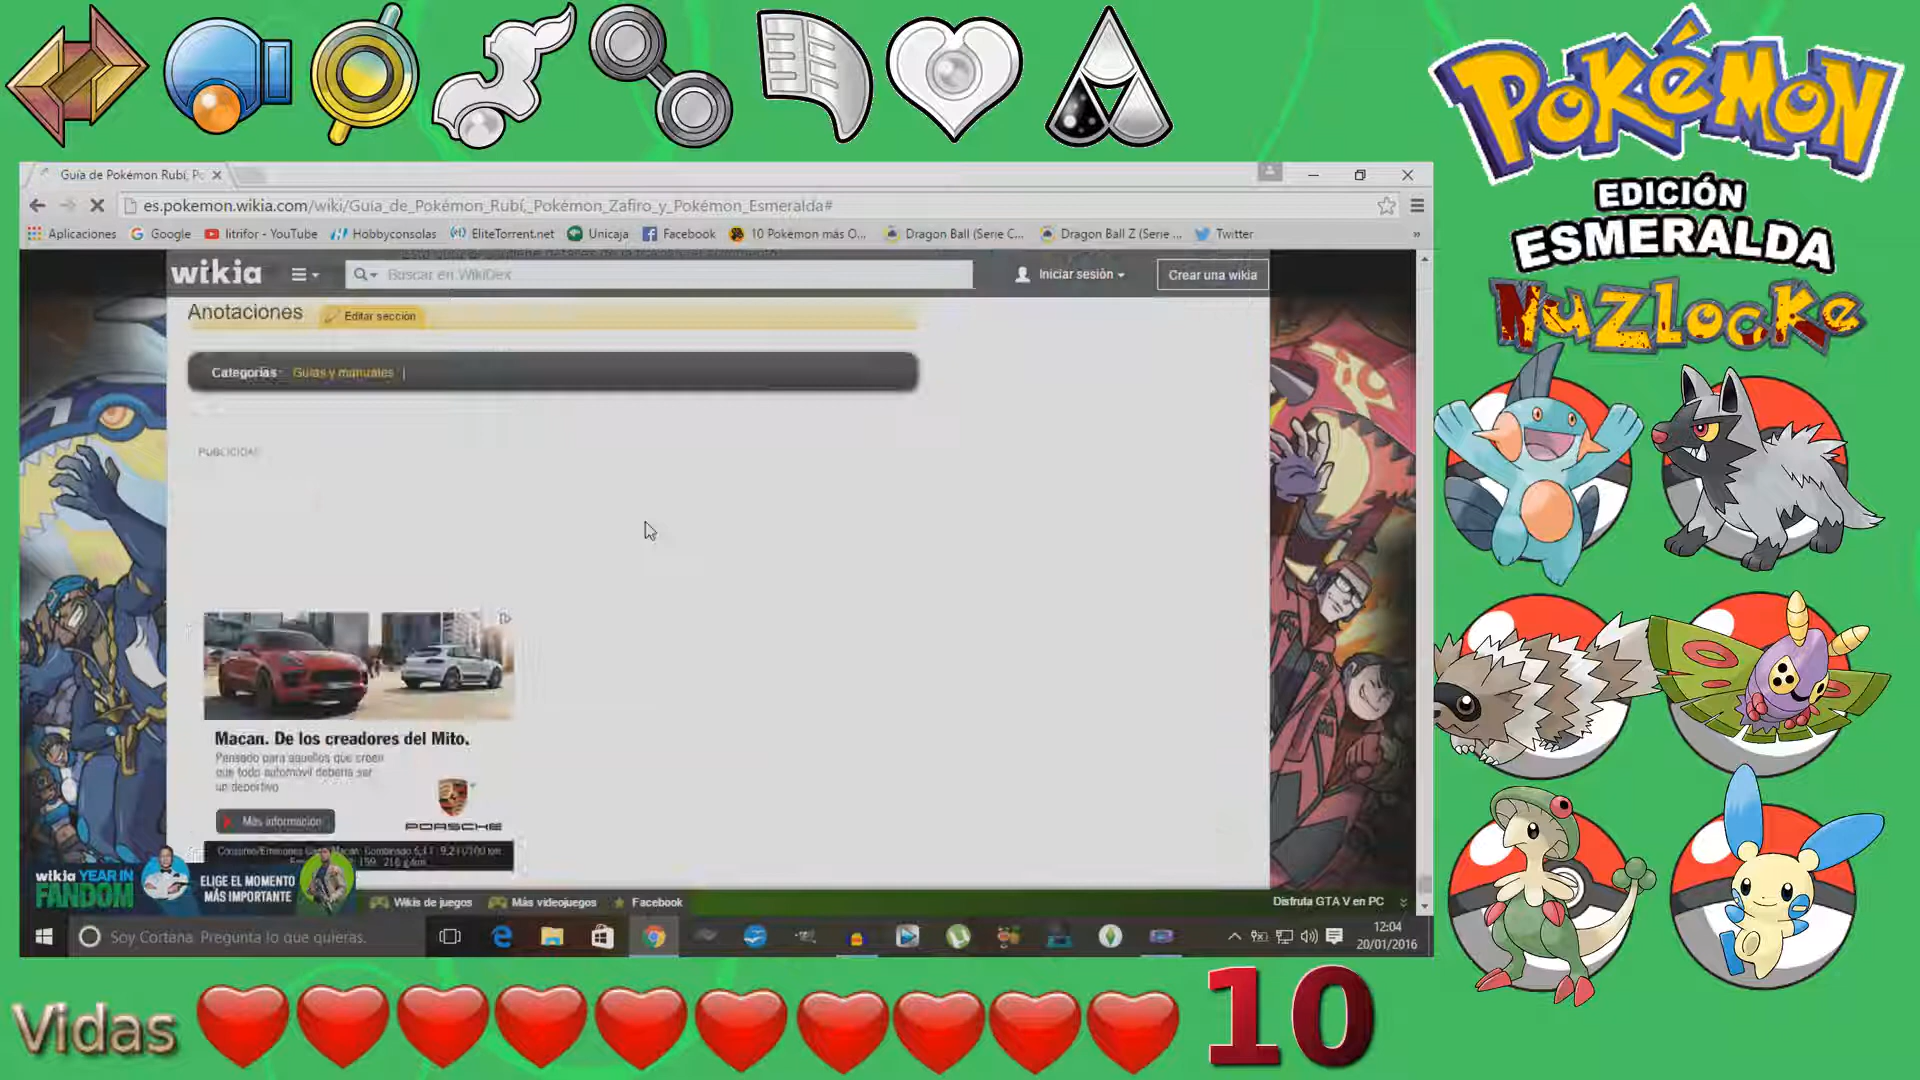 POKÉMON
EDICIÓN
ESMERALDA
NUZLOCKE
Guía de Pokémon Rubí, Po
es.pokemon.wikia.com/wiki/Guía_de_Pokémon_Rubí,_Pokémon_Zafiro_y_Pokémon_Esmeralda#
Aplicaciones Google litrifor - YouTube Hobbyconsolas EliteTorrent.net Unicaja Facebook 10 Pokémon más O... Dragon Ball (Serie C... Dragon Ball Z (Serie ... Twitter »
wikia Buscar en WikiDex Iniciar sesión Crear una wikia
Anotaciones Editar sección
Categorías: Guías y manuales |
PUBLICIDAD
Macan. De los creadores del Mito.
Pensado para aquellos que creen
que todo automóvil debería ser
un deportivo
Más información
PORSCHE
wikia YEAR IN
FANDOM
ELIGE EL MOMENTO
MÁS IMPORTANTE
Wikis de juegos Más videojuegos Facebook Disfruta GTA V en PC
Soy Cortana. Pregunta lo que quieras. 12:04
20/01/2016
Vidas 10